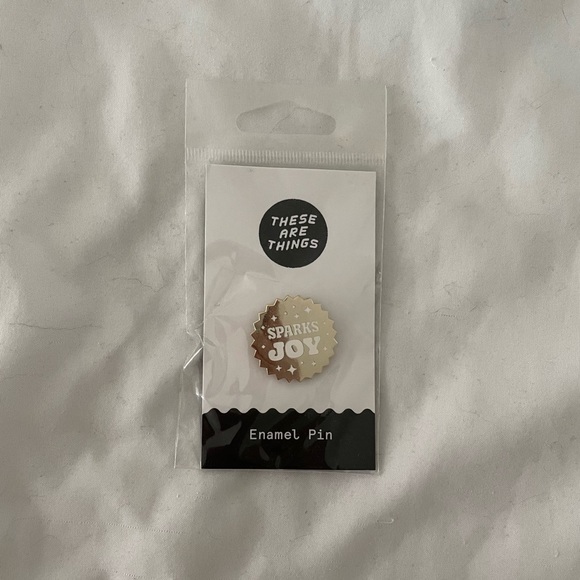 THESE
ARE
THINGS
SPARKS
JOY
Enamel Pin